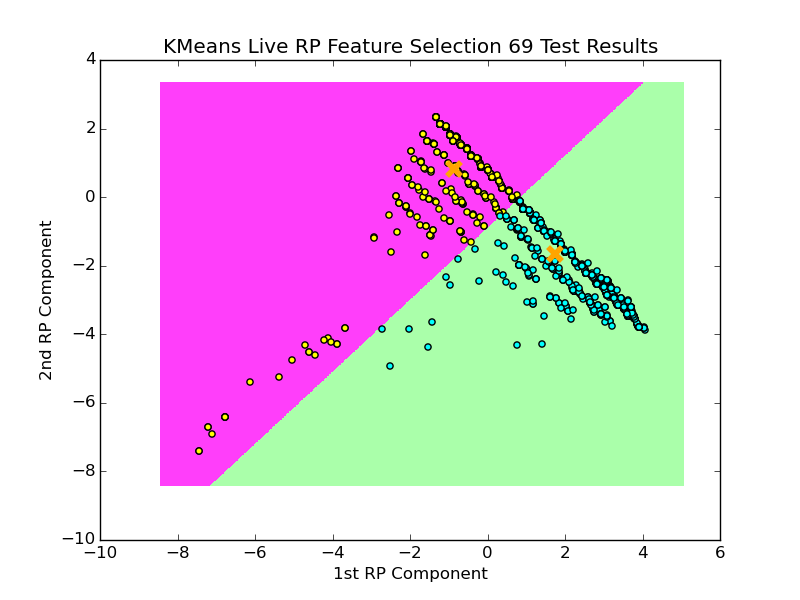 KMeans Live RP Feature Selection 69 Test Results
4
2
0
−2
−4
−6
−8
−10
2nd RP Component
−10 −8 −6 −4 −2 0 2 4 6
1st RP Component